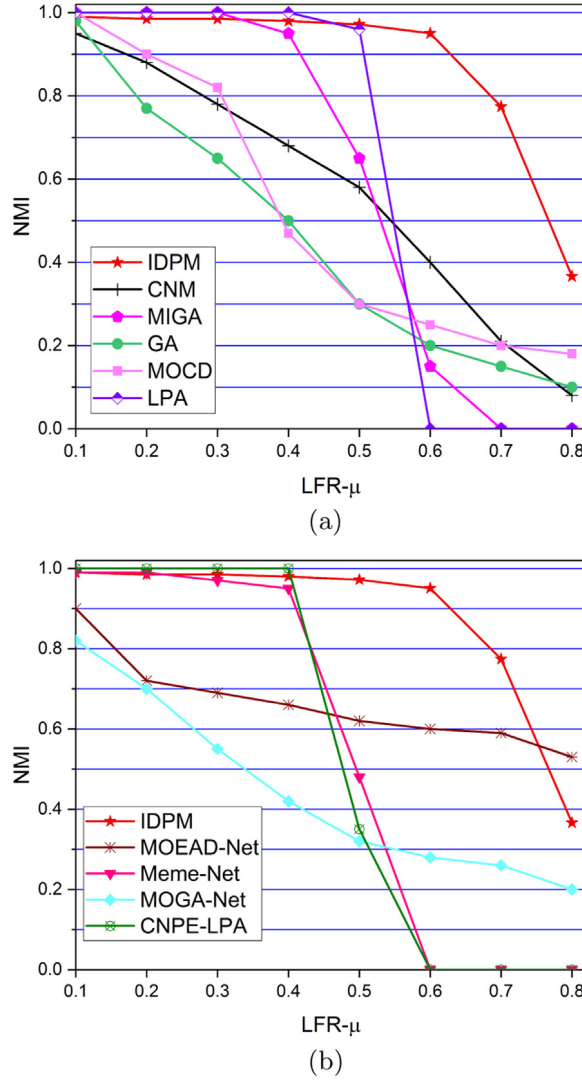 1.0
0.8
0.6
0.4
0.2
0.0
NMI
IDPM
CNM
MIGA
GA
MOCD
LPA
0.1 0.2 0.3 0.4 0.5 0.6 0.7 0.8
LFR-μ
(a)
1.0
0.8
0.6
0.4
0.2
0.0
NMI
IDPM
MOEAD-Net
Meme-Net
MOGA-Net
CNPE-LPA
0.1 0.2 0.3 0.4 0.5 0.6 0.7 0.8
LFR-μ
(b)